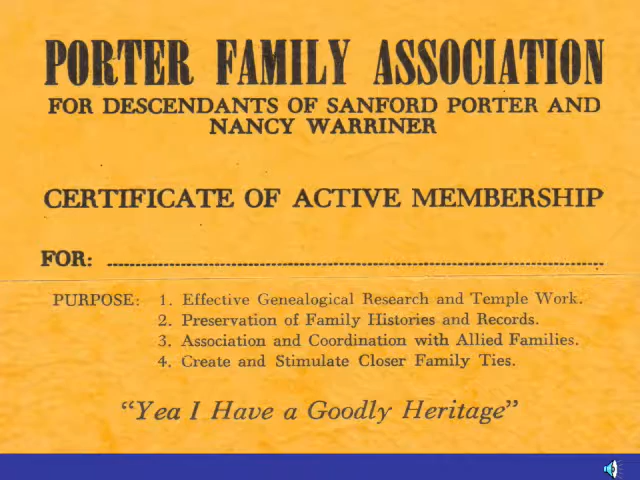 PORTER FAMILY ASSOCIATION
FOR DESCENDANTS OF SANFORD PORTER AND
NANCY WARRINER
CERTIFICATE OF ACTIVE MEMBERSHIP
FOR: ................................................................................
PURPOSE: 1. Effective Genealogical Research and Temple Work.
2. Preservation of Family Histories and Records.
3. Association and Coordination with Allied Families.
4. Create and Stimulate Closer Family Ties.
"Yea I Have a Goodly Heritage"